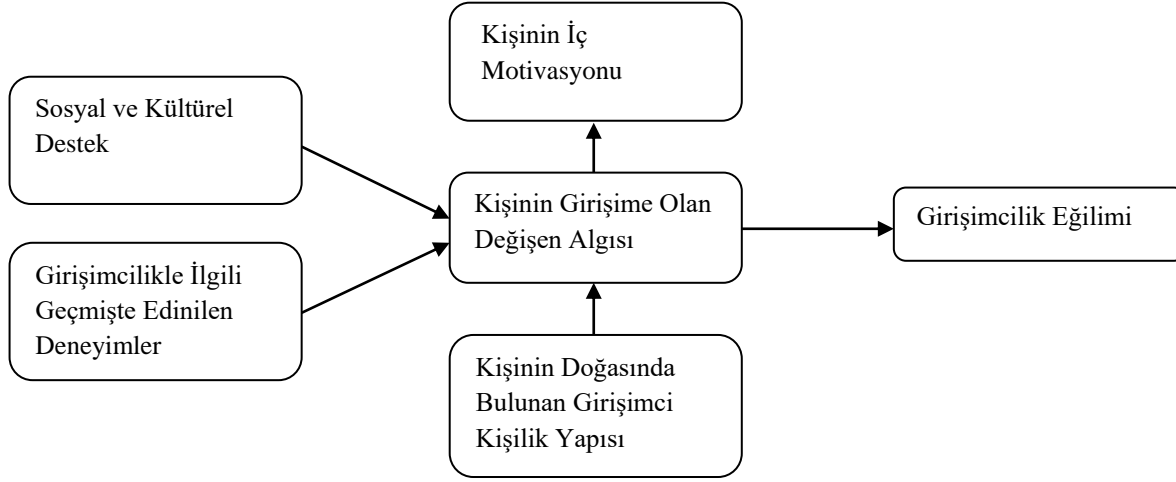 Kişinin İç
Motivasyonu
Sosyal ve Kültürel
Destek
Kişinin Girişime Olan
Değişen Algısı
Girişimcilik Eğilimi
Girişimcilikle İlgili
Geçmişte Edinilen
Deneyimler
Kişinin Doğasında
Bulunan Girişimci
Kişilik Yapısı